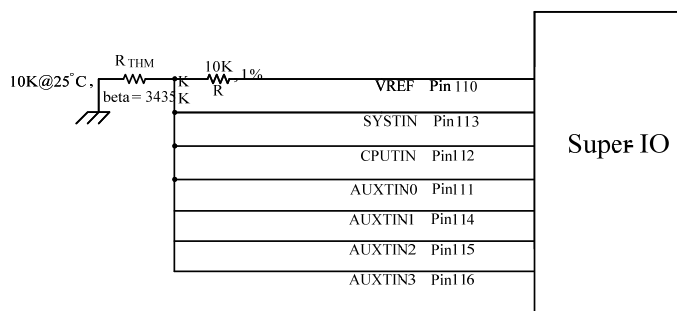 R THM
10K
10K@25°C,
K
, 1%
beta = 3435
K
R
VREF Pin 110
SYSTIN Pin113
CPUTIN Pin112
AUXTIN0 Pin111
AUXTIN1 Pin114
AUXTIN2 Pin115
AUXTIN3 Pin116
Super IO